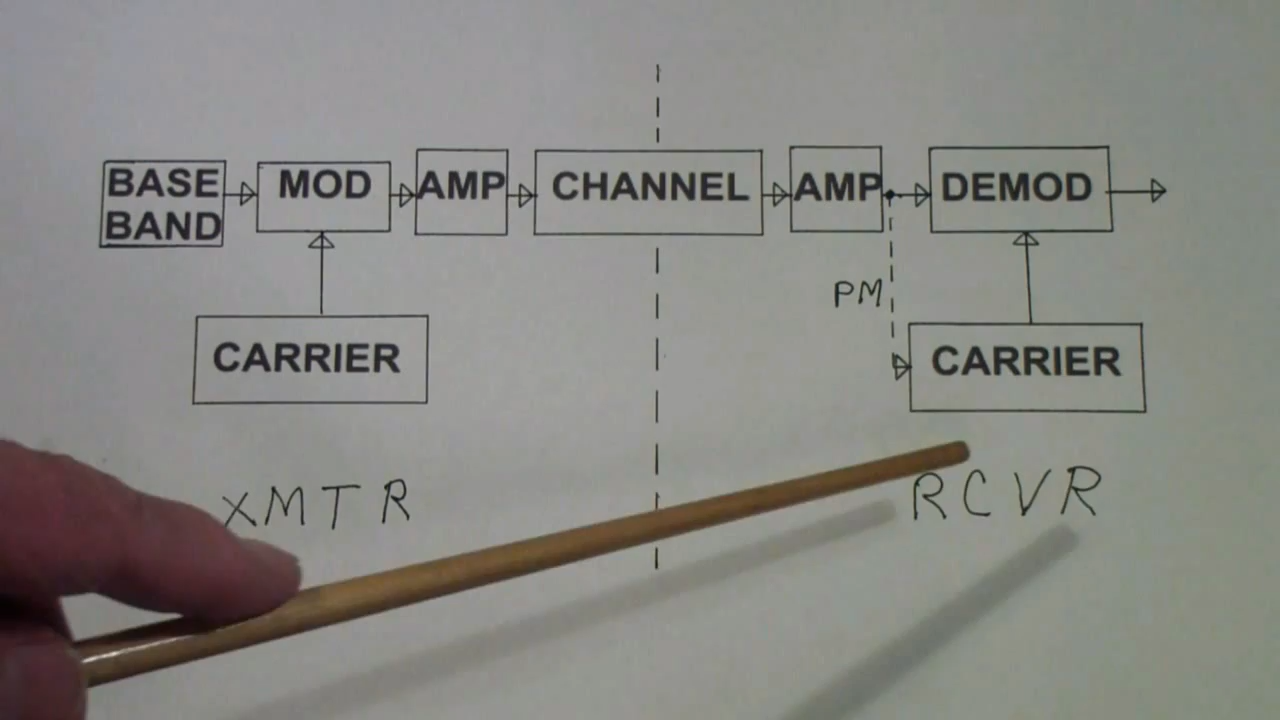 BASE
BAND
MOD
AMP
CHANNEL
AMP
DEMOD
PM
CARRIER
CARRIER
XMTR
RCVR